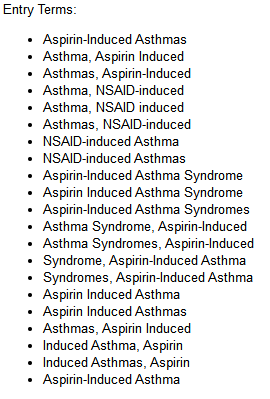 Entry Terms:
Aspirin-Induced Asthmas
Asthma, Aspirin Induced
Asthmas, Aspirin-Induced
Asthma, NSAID-induced
Asthma, NSAID induced
Asthmas, NSAID-induced
NSAID-induced Asthma
NSAID-induced Asthmas
Aspirin-Induced Asthma Syndrome
Aspirin Induced Asthma Syndrome
Aspirin-Induced Asthma Syndromes
Asthma Syndrome, Aspirin-Induced
Asthma Syndromes, Aspirin-Induced
Syndrome, Aspirin-Induced Asthma
Syndromes, Aspirin-Induced Asthma
Aspirin Induced Asthma
Aspirin Induced Asthmas
Asthmas, Aspirin Induced
Induced Asthma, Aspirin
Induced Asthmas, Aspirin
Aspirin-Induced Asthma